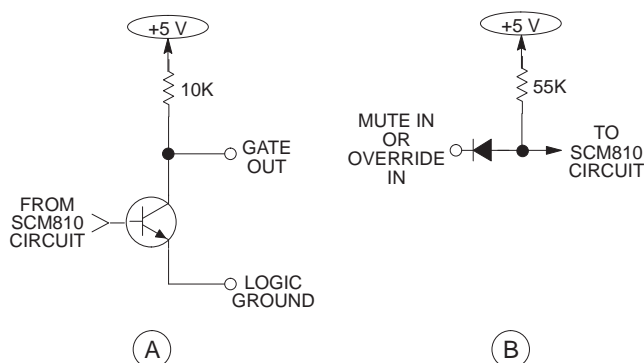 +5 V
10K
GATE
OUT
FROM
SCM810
CIRCUIT
LOGIC
GROUND
A
+5 V
55K
MUTE IN
OR
OVERRIDE
IN
TO
SCM810
CIRCUIT
B